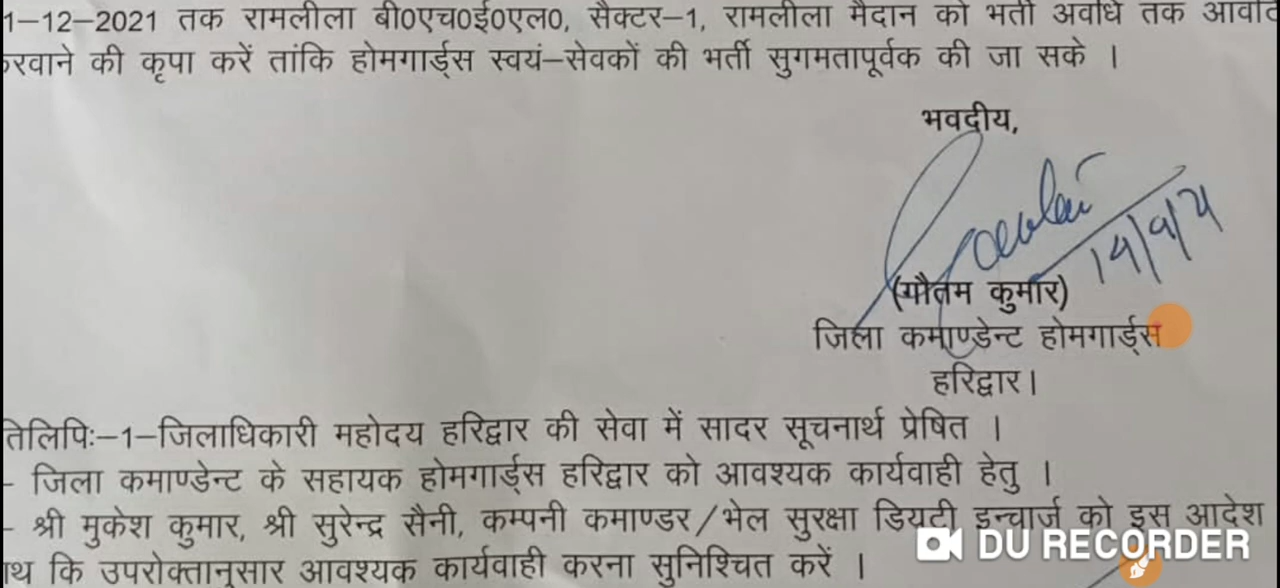 1–12–2021 तक रामलीला बी0एच0ई0एल0, सैक्टर–1, रामलीला मैदान को भर्ती अवधि तक
करवाने की कृपा करें तांकि होमगार्ड्स स्वयं–सेवकों की भर्ती सुगमतापूर्वक की जा सके ।
भवदीय,
14/9/21
(गौतम कुमार)
जिला कमाण्डेन्ट होमगार्ड्स
हरिद्वार।
तिलिपिः–1–जिलाधिकारी महोदय हरिद्वार की सेवा में सादर सूचनार्थ प्रेषित ।
– जिला कमाण्डेन्ट के सहायक होमगार्ड्स हरिद्वार को आवश्यक कार्यवाही हेतु ।
– श्री मुकेश कुमार, श्री सुरेन्द्र सैनी, कम्पनी कमाण्डर/भेल सुरक्षा डियूटी इन्चार्ज को इस आदेश
कि उपरोक्तानुसार आवश्यक कार्यवाही करना सुनिश्चित करें ।
DU RECORDER